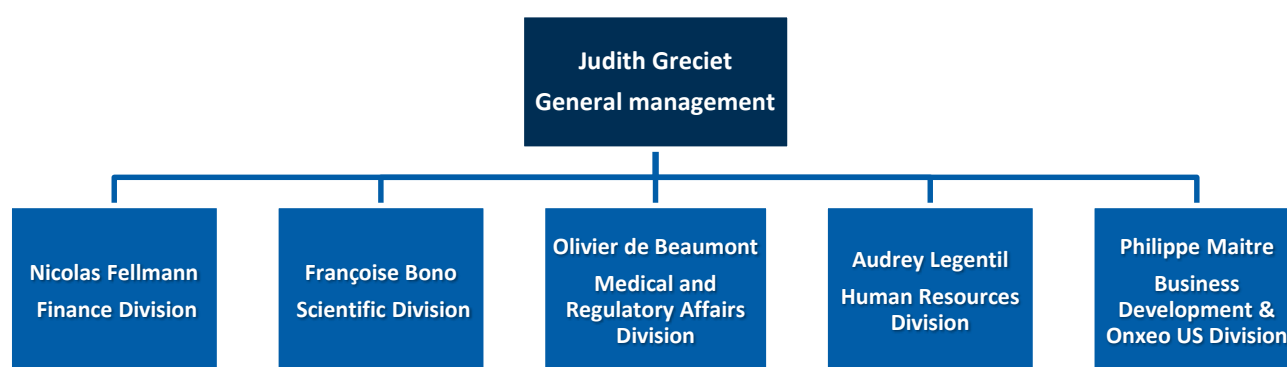 Judith Greciet
General management
Nicolas Fellmann
Finance Division
Françoise Bono
Scientific Division
Olivier de Beaumont
Medical and
Regulatory Affairs
Division
Audrey Legentil
Human Resources
Division
Philippe Maitre
Business
Development &
Onxeo US Division